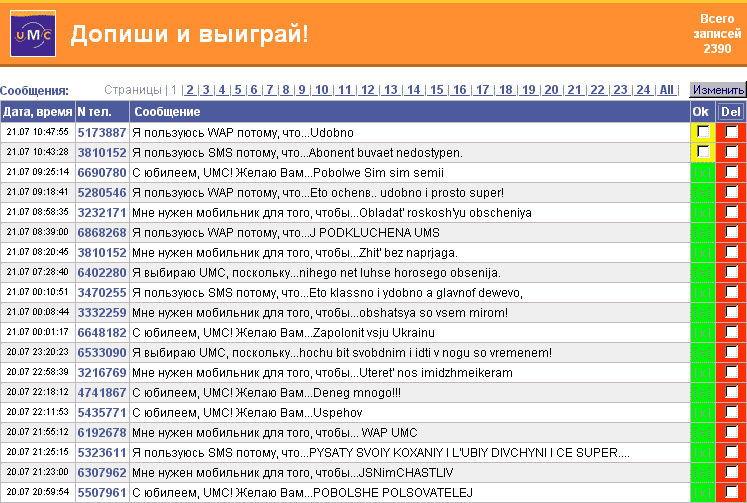 UMC
Допиши и выиграй!
Всего
записей
2390
Сообщения: Страницы | 1 | 2 | 3 | 4 | 5 | 6 | 7 | 8 | 9 | 10 | 11 | 12 | 13 | 14 | 15 | 16 | 17 | 18 | 19 | 20 | 21 | 22 | 23 | 24 | All | Изменить
Дата, время N тел. Сообщение Ok Del
21.07 10:47:55 5173887 Я пользуюсь WAP потому, что...Udobno
21.07 10:43:28 3810152 Я пользуюсь SMS потому, что...Abonent buvaet nedostypen.
21.07 09:25:14 6690780 С юбилеем, UMC! Желаю Вам...Pobolwe Sim sim semii [x]
21.07 09:18:41 5280546 Я пользуюсь WAP потому, что...Eto ochenв.. udobno i prosto super! [x]
21.07 08:58:35 3232171 Мне нужен мобильник для того, чтобы...Obladat' roskosh'yu obscheniya [x]
21.07 08:39:00 6868268 Я пользуюсь WAP потому, что...J PODKLUCHENA UMS [x]
21.07 08:20:45 3810152 Мне нужен мобильник для того, чтобы...Zhit' bez naprjaga. [x]
21.07 07:28:40 6402280 Я выбираю UMC, поскольку...nihego net luhse horosego obsenija. [x]
21.07 00:10:51 3470255 Я пользуюсь SMS потому, что...Eto klassno i ydobno a glavnof dewevo, [x]
21.07 00:08:44 3332259 Мне нужен мобильник для того, чтобы...obshatsya so vsem mirom! [x]
21.07 00:01:17 6648182 С юбилеем, UMC! Желаю Вам...Zapolonit vsju Ukrainu [x]
20.07 23:20:23 6533090 Я выбираю UMC, поскольку...hochu bit svobdnim i idti v nogu so vremenem! [x]
20.07 22:58:39 3216769 Мне нужен мобильник для того, чтобы...Uteret' nos imidzhmeikeram [x]
20.07 22:18:12 4741867 С юбилеем, UMC! Желаю Вам...Deneg mnogo!!! [x]
20.07 22:11:53 5435771 С юбилеем, UMC! Желаю Вам...Uspehov [x]
20.07 21:55:12 6192678 Мне нужен мобильник для того, чтобы... WAP UMC [x]
20.07 21:25:15 5323611 Я пользуюсь SMS потому, что...PYSATY SVOIY KOXANIY I L'UBIY DIVCHYNI I CE SUPER.... [x]
20.07 21:23:00 6307962 Мне нужен мобильник для того, чтобы...JSNimCHASTLIV [x]
20.07 20:59:54 5507961 С юбилеем, UMC! Желаю Вам...POBOLSHE POLSOVATELEJ [x]